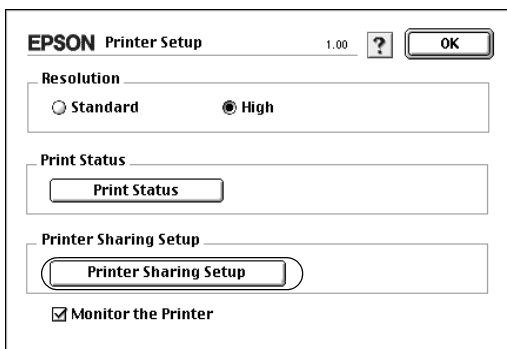 EPSON Printer Setup 1.00 ? OK
Resolution
Standard High
Print Status
Print Status
Printer Sharing Setup
Printer Sharing Setup
Monitor the Printer